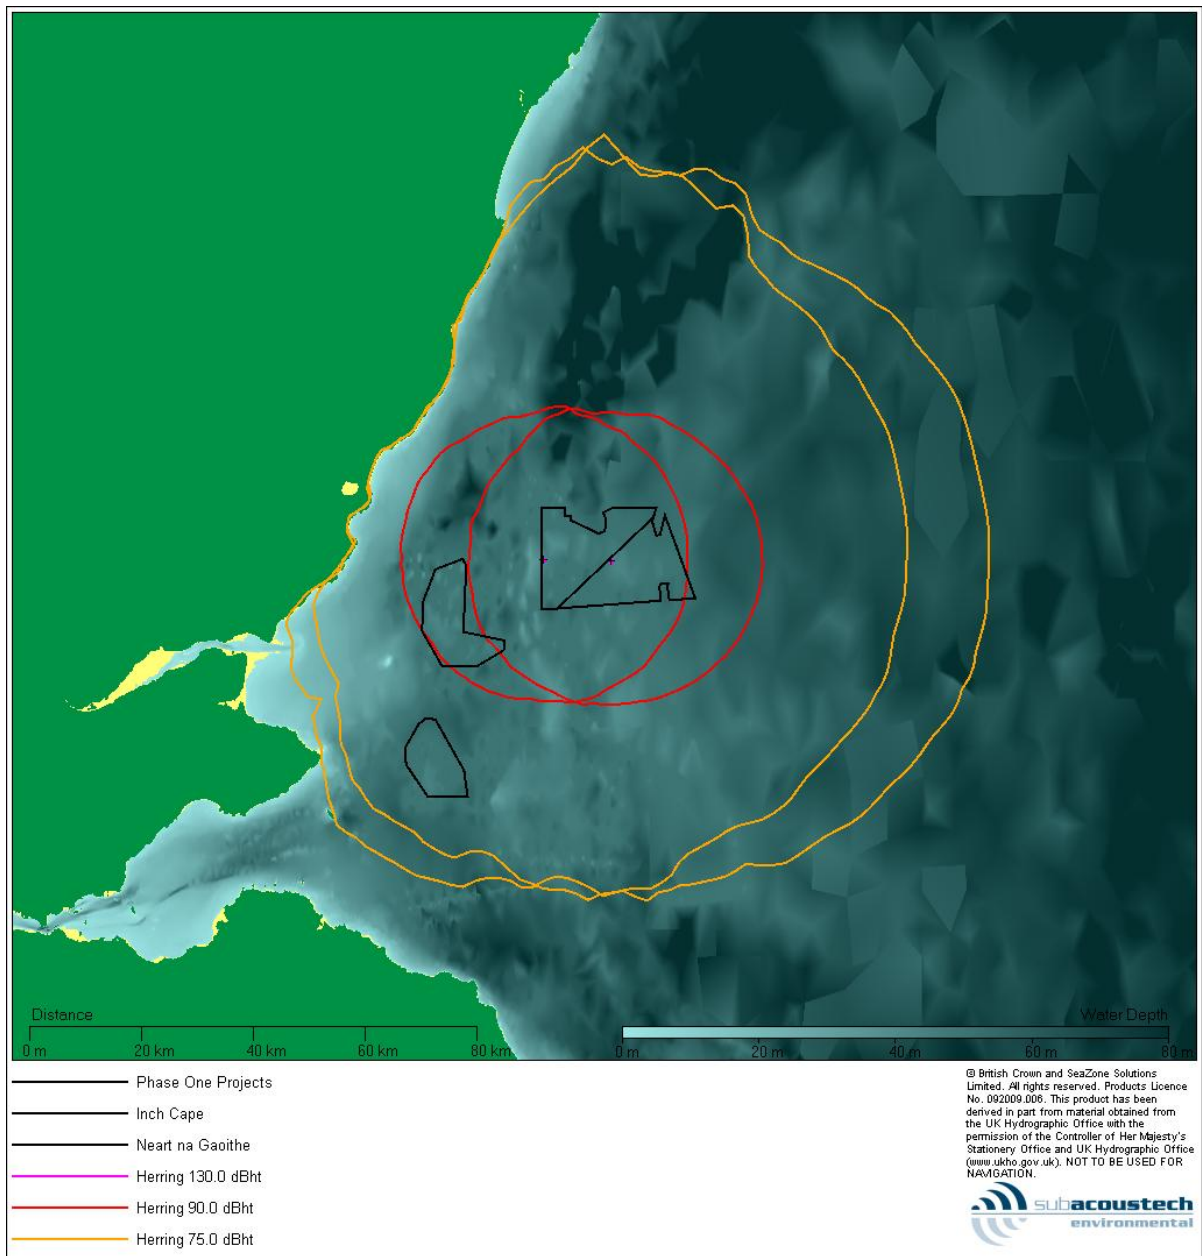 Distance
Water Depth
0 m 20 km 40 km 60 km 80 km
0 m 20 m 40 m 60 m 80 m
Phase One Projects
Inch Cape
Neart na Gaoithe
Herring 130.0 dBht
Herring 90.0 dBht
Herring 75.0 dBht
© British Crown and SeaZone Solutions
Limited. All rights reserved. Products Licence
No. 092009.006. This product has been
derived in part from material obtained from
the UK Hydrographic Office with the
permission of the Controller of Her Majesty's
Stationery Office and UK Hydrographic Office
(www.ukho.gov.uk). NOT TO BE USED FOR
NAVIGATION.
subacoustech
environmental